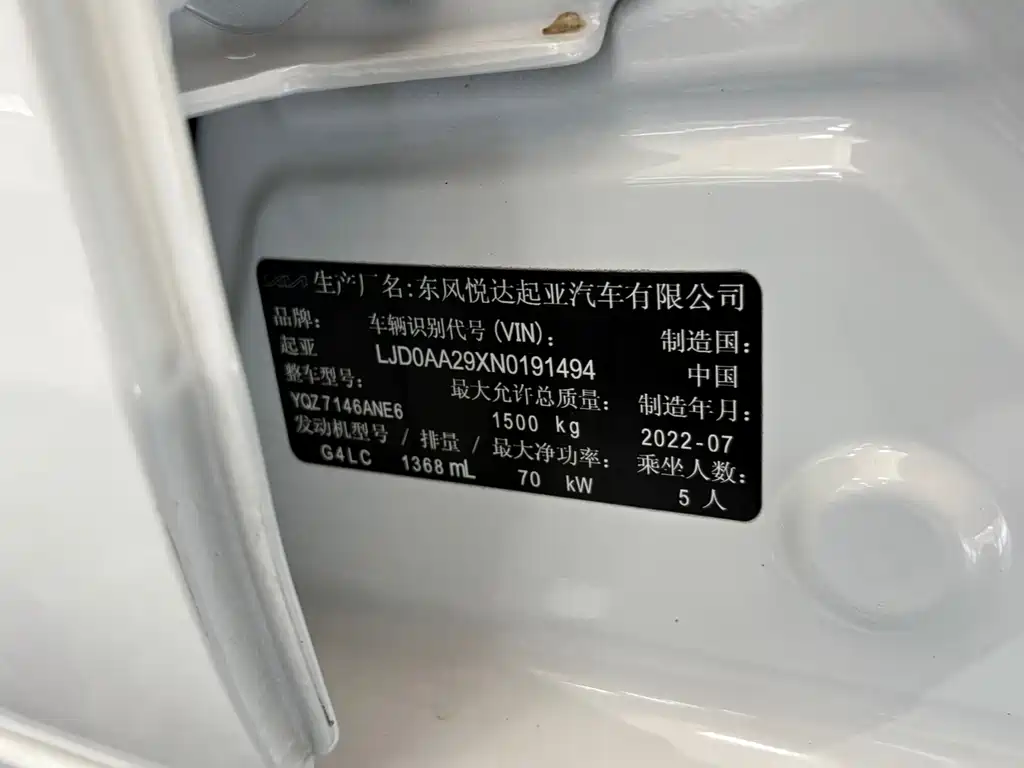 KIA 生产厂名:东风悦达起亚汽车有限公司
品牌: 车辆识别代号(VIN): 制造国:
起亚 LJD0AA29XN0191494 中国
整车型号: 最大允许总质量: 制造年月:
YQZ7146ANE6 1500 kg 2022-07
发动机型号 / 排量 / 最大净功率: 乘坐人数:
G4LC 1368 mL 70 kW 5 人